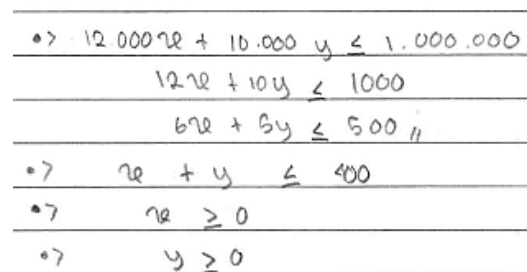 •> 12.000x + 10.000 y ≤ 1.000.000
12x + 10y ≤ 1000
6x + 5y ≤ 500 //
•> x + y ≤ 400
•> x ≥ 0
•> y ≥ 0